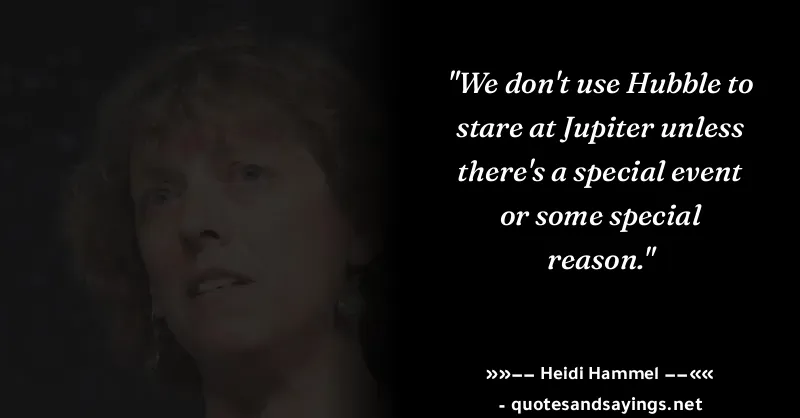 "We don't use Hubble to
stare at Jupiter unless
there's a special event
or some special
reason."
»»−− Heidi Hammel −−««
- quotesandsayings.net